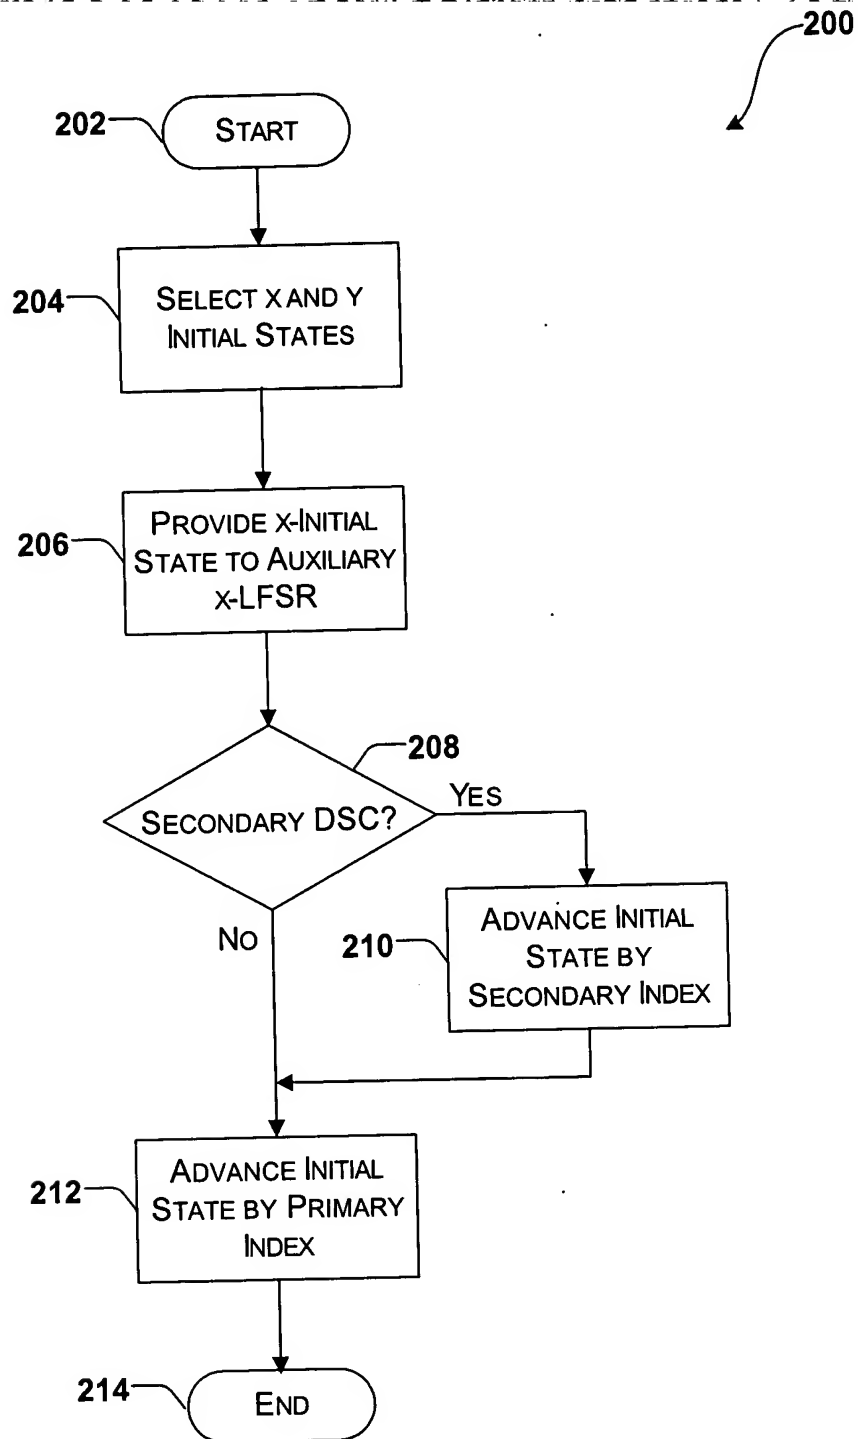 200
202
START
204
SELECT X AND Y
INITIAL STATES
206
PROVIDE X-INITIAL
STATE TO AUXILIARY
X-LFSR
208
SECONDARY DSC?
YES
NO
210
ADVANCE INITIAL
STATE BY
SECONDARY INDEX
212
ADVANCE INITIAL
STATE BY PRIMARY
INDEX
214
END